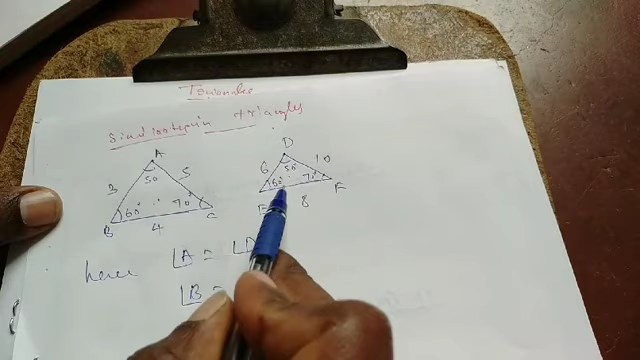 Similar triangles
A
D
3
50
5
6
50°
10
60°
70°
60°
70°
F
B
4
C
E
8
here
∠A = ∠D
∠B =